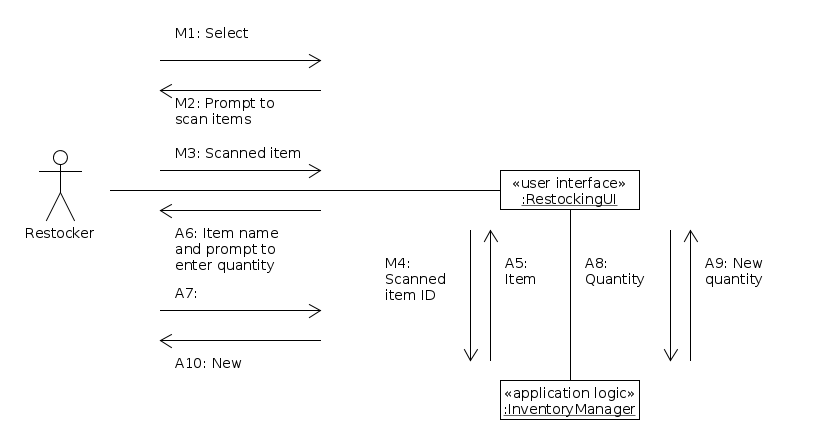 M1: Select
M2: Prompt to
scan items
M3: Scanned item
Restocker
«user interface»
:RestockingUI
A6: Item name
and prompt to
enter quantity
M4:
Scanned
item ID
A5:
Item
A8:
Quantity
A9: New
quantity
A7:
A10: New
«application logic»
:InventoryManager